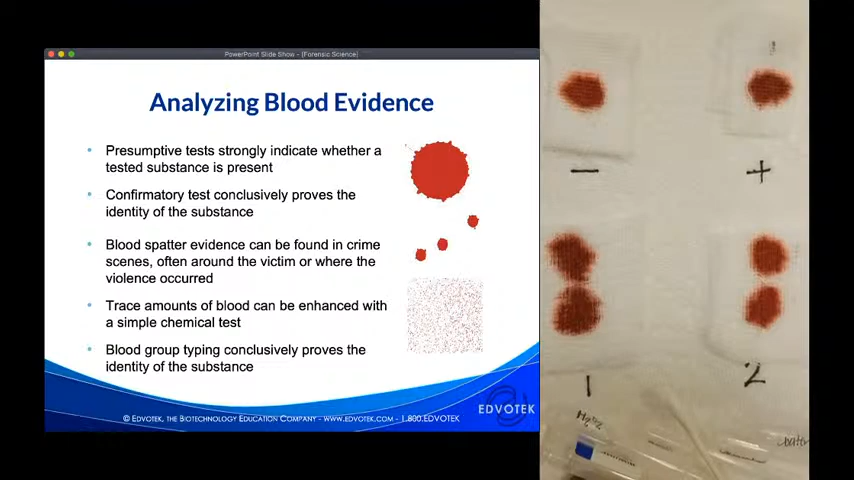 PowerPoint Slide Show - [Forensic Science]
Analyzing Blood Evidence
• Presumptive tests strongly indicate whether a
tested substance is present
• Confirmatory test conclusively proves the
identity of the substance
• Blood spatter evidence can be found in crime
scenes, often around the victim or where the
violence occurred
• Trace amounts of blood can be enhanced with
a simple chemical test
• Blood group typing conclusively proves the
identity of the substance
© EDVOTEK, THE BIOTECHNOLOGY EDUCATION COMPANY - WWW.EDVOTEK.COM - 1.800.EDVOTEK
EDVOTEK
− +
1 2
H₂O₂